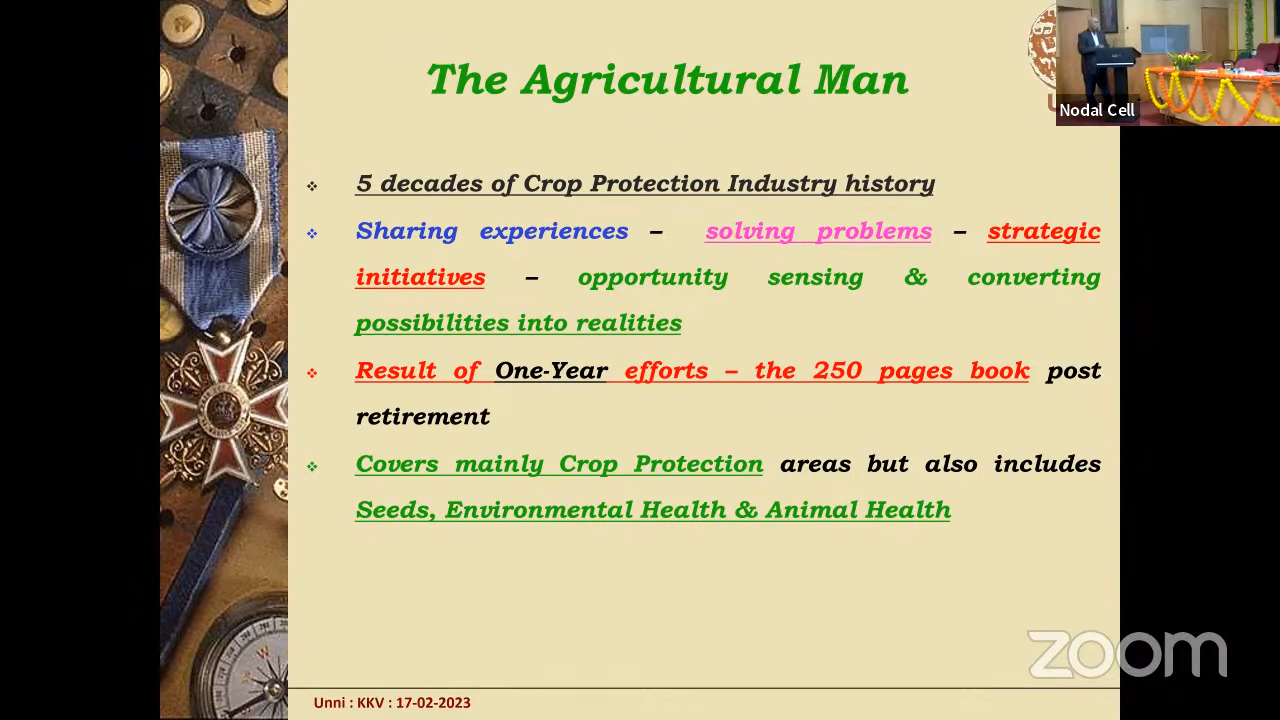 The Agricultural Man
Nodal Cell
5 decades of Crop Protection Industry history
Sharing experiences – solving problems – strategic
initiatives – opportunity sensing & converting
possibilities into realities
Result of One-Year efforts – the 250 pages book post
retirement
Covers mainly Crop Protection areas but also includes
Seeds, Environmental Health & Animal Health
zoom
Unni : KKV : 17-02-2023